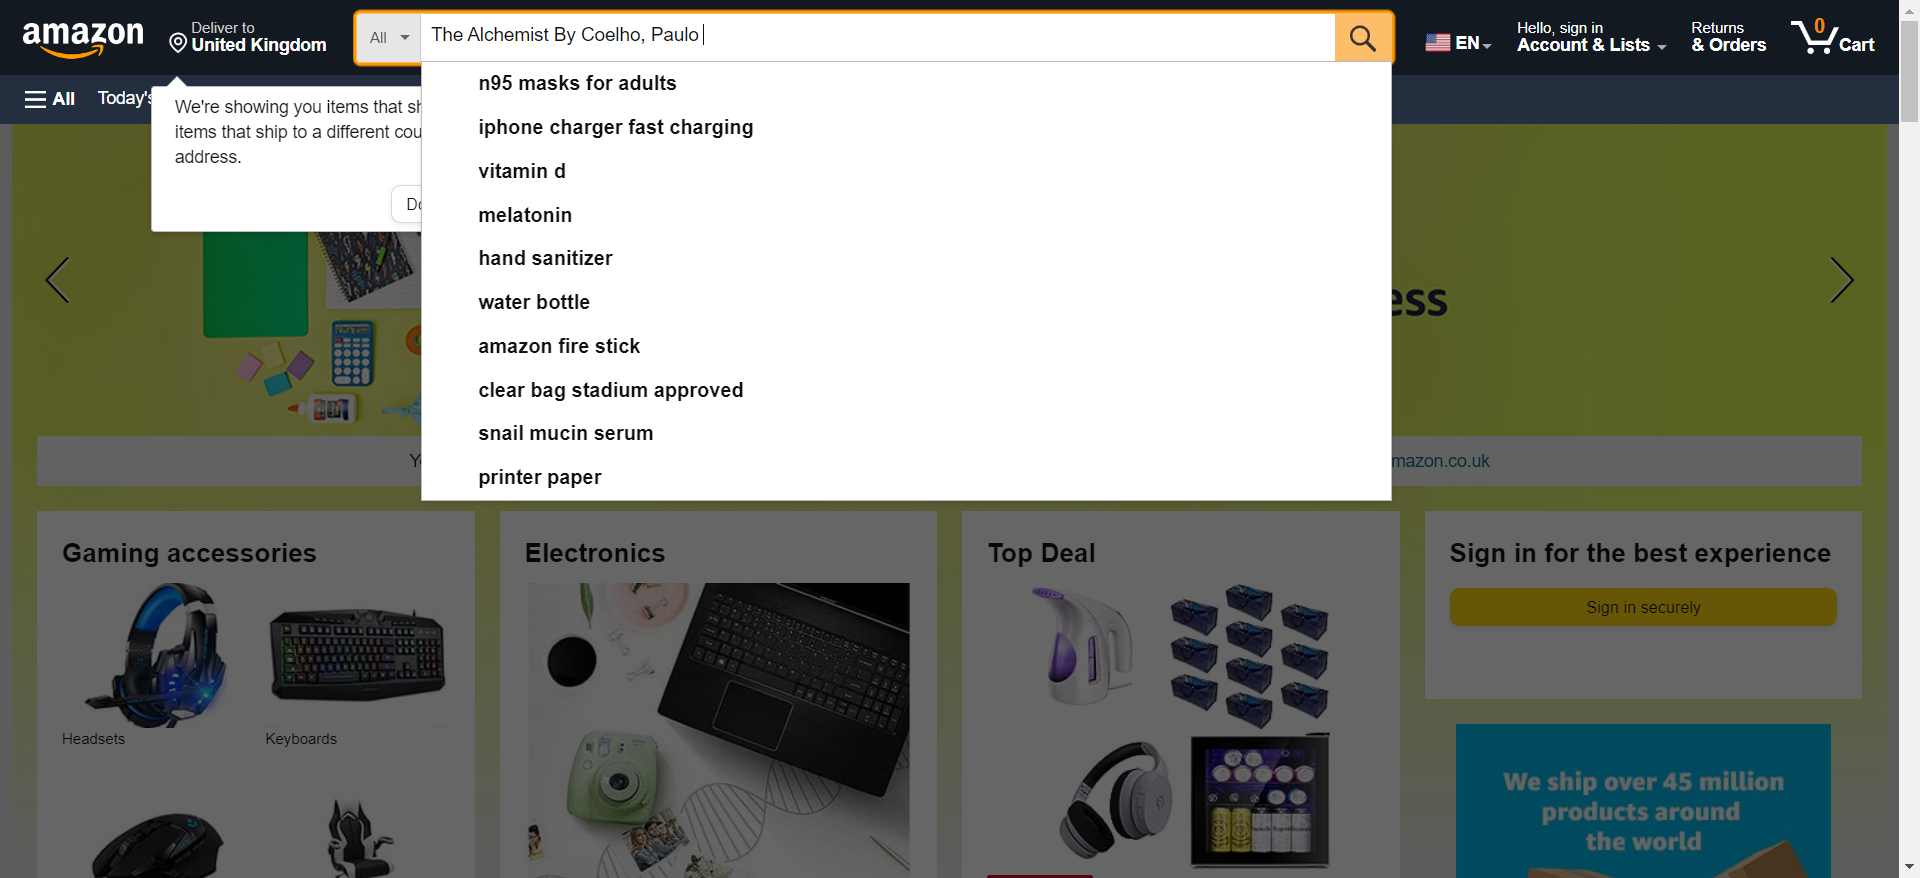 amazon
Deliver to
United Kingdom
All
The Alchemist By Coelho, Paulo
EN
Hello, sign in
Account & Lists
Returns
& Orders
0
Cart
All
Today's
We're showing you items that sh
items that ship to a different cou
address.
Do
n95 masks for adults
iphone charger fast charging
vitamin d
melatonin
hand sanitizer
water bottle
amazon fire stick
clear bag stadium approved
snail mucin serum
printer paper
ess
Y
mazon.co.uk
Gaming accessories
Headsets
Keyboards
Electronics
Top Deal
Sign in for the best experience
Sign in securely
We ship over 45 million
products around
the world